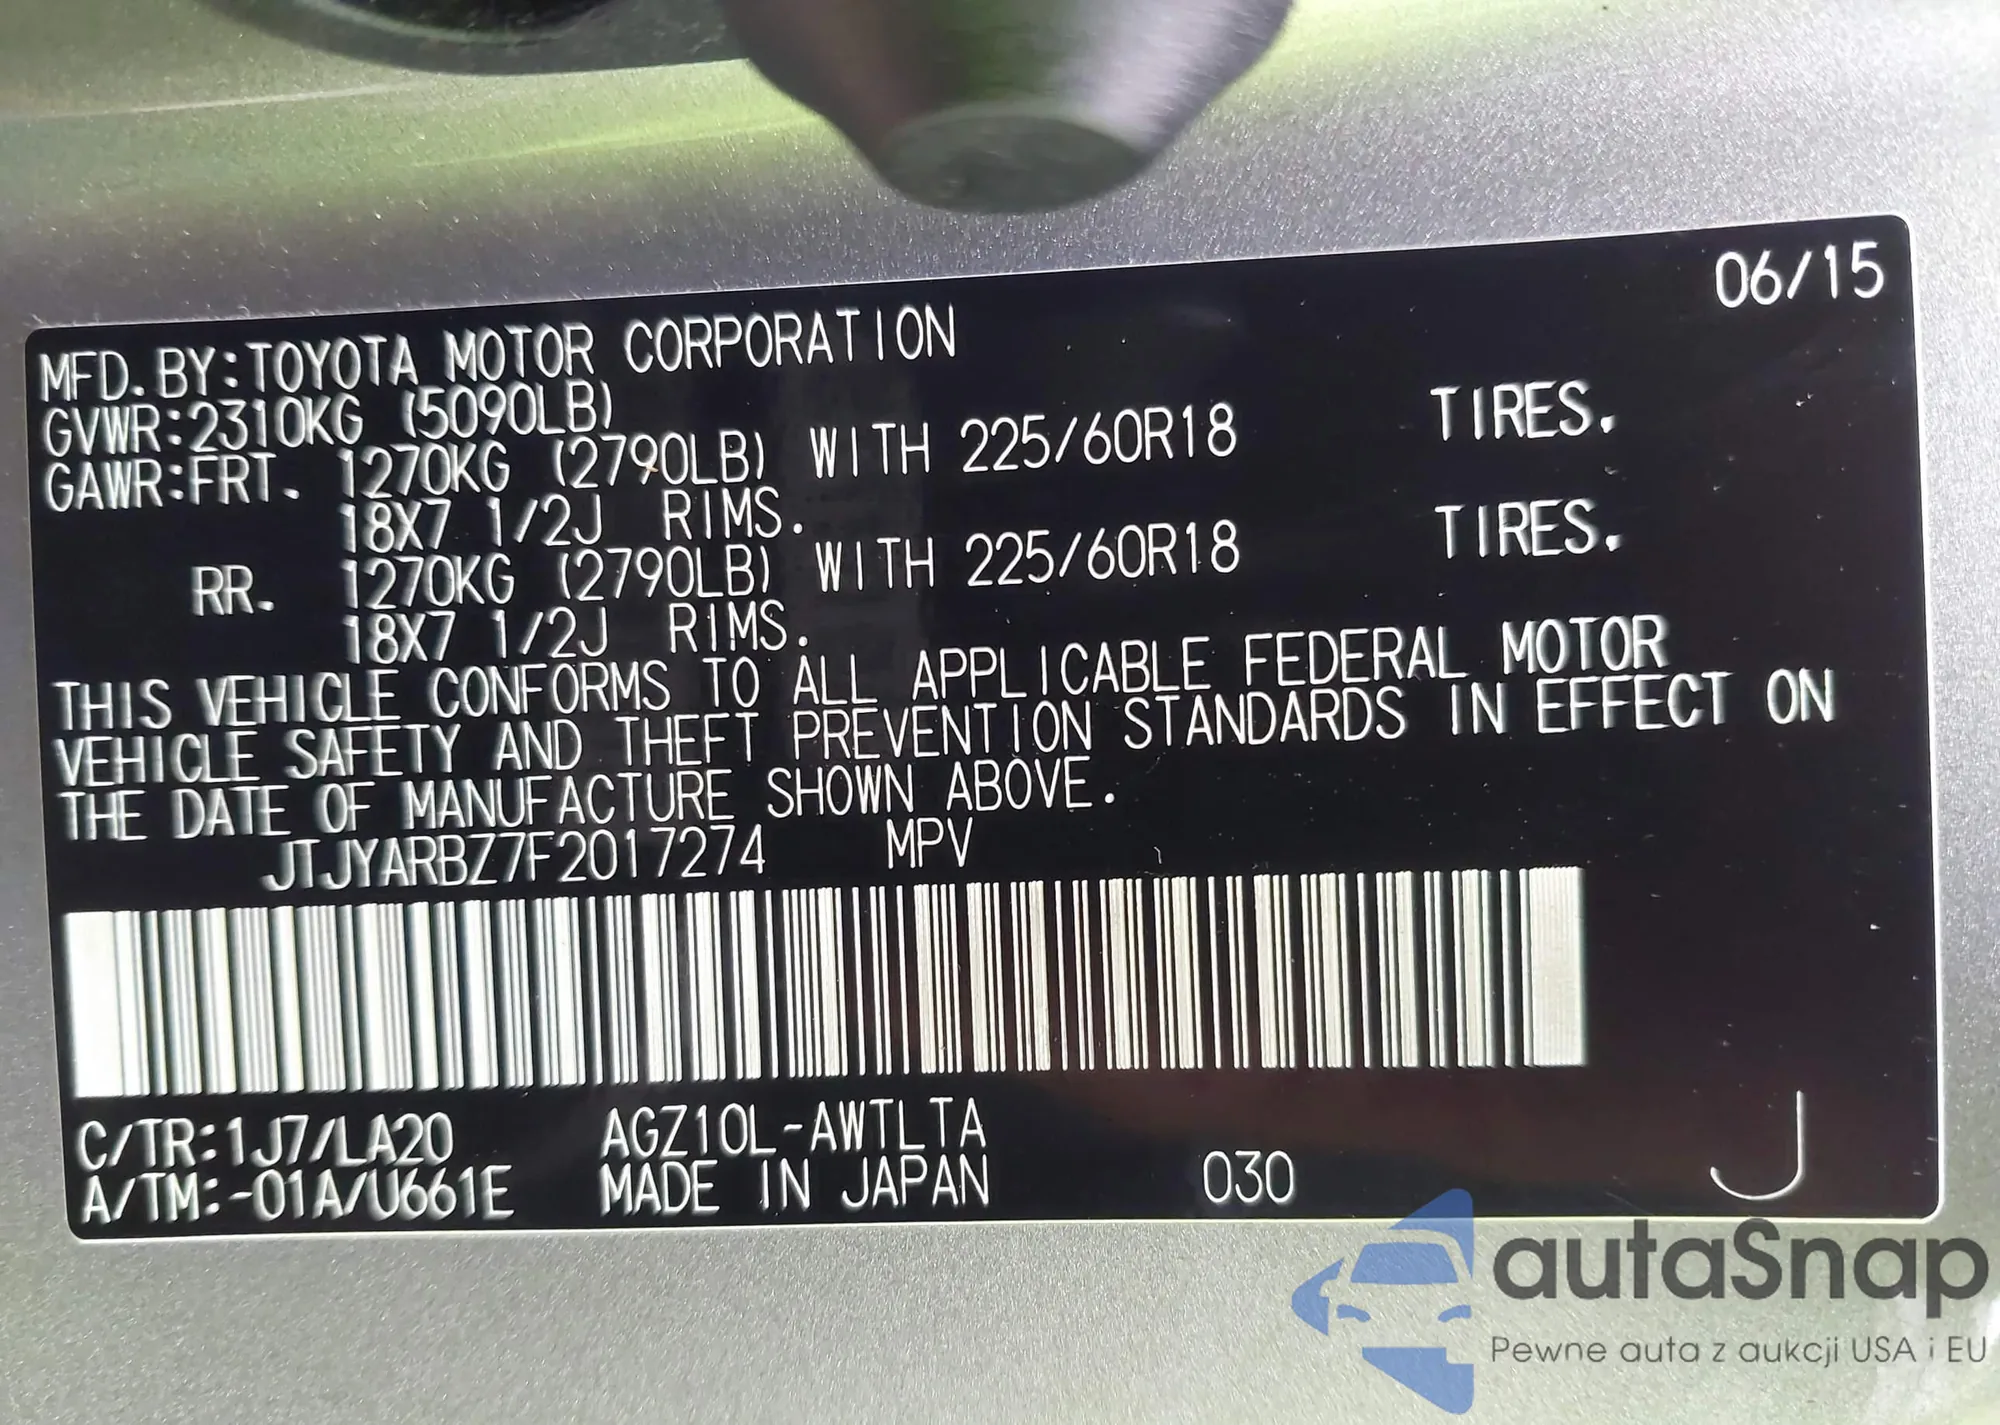 06/15
MFD.BY:TOYOTA MOTOR CORPORATION
GVWR:2310KG (5090LB)
GAWR:FRT. 1270KG (2790LB) WITH 225/60R18 TIRES.
18X7 1/2J RIMS.
RR. 1270KG (2790LB) WITH 225/60R18 TIRES.
18X7 1/2J RIMS.
THIS VEHICLE CONFORMS TO ALL APPLICABLE FEDERAL MOTOR
VEHICLE SAFETY AND THEFT PREVENTION STANDARDS IN EFFECT ON
THE DATE OF MANUFACTURE SHOWN ABOVE.
JTJYARBZ7F2017274 MPV
C/TR:1J7/LA20 AGZ10L-AWTLTA
A/TM:-01A/U661E MADE IN JAPAN 030 J
autaSnap
Pewne auta z aukcji USA i EU